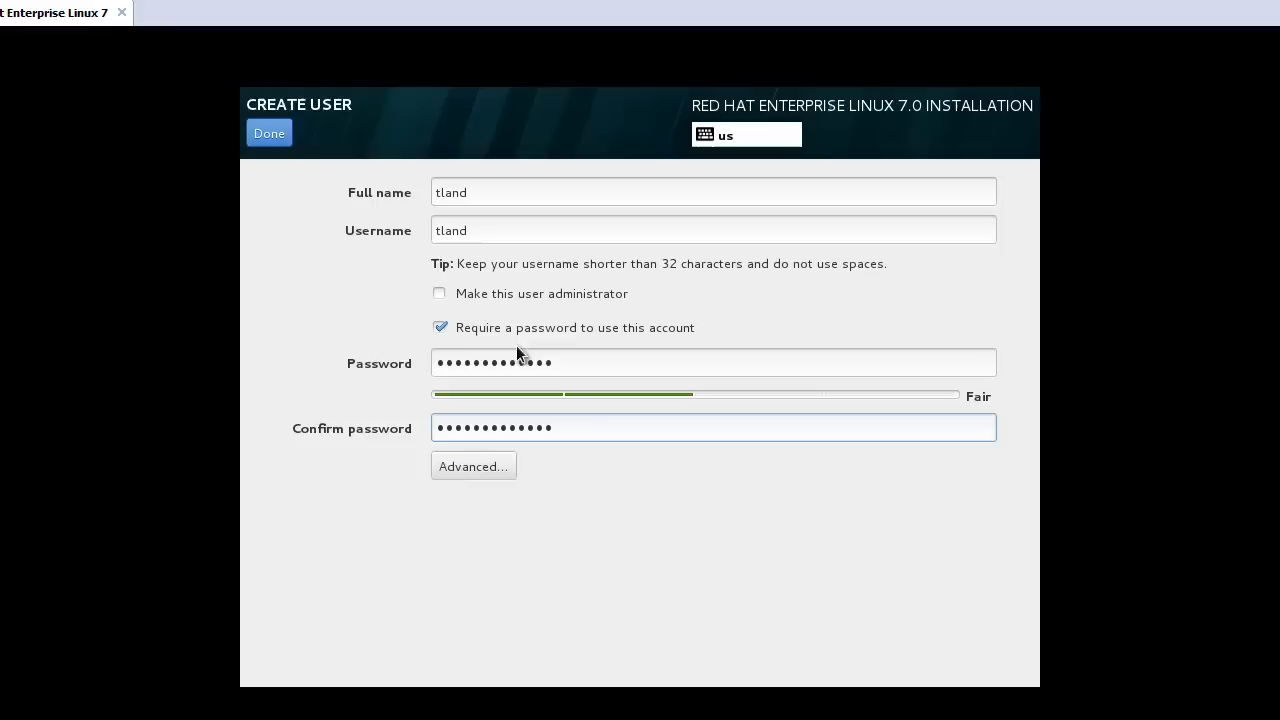 t Enterprise Linux 7
CREATE USER
RED HAT ENTERPRISE LINUX 7.0 INSTALLATION
Done
us
Full name
tland
Username
tland
Tip: Keep your username shorter than 32 characters and do not use spaces.
Make this user administrator
Require a password to use this account
Password
•••••••••••••
Fair
Confirm password
•••••••••••••
Advanced...